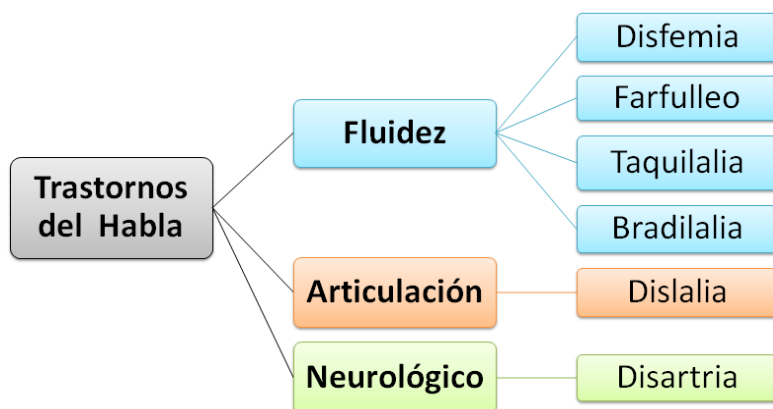 Trastornos
del Habla
Fluidez
Disfemia
Farfulleo
Taquilalia
Bradilalia
Articulación
Dislalia
Neurológico
Disartria